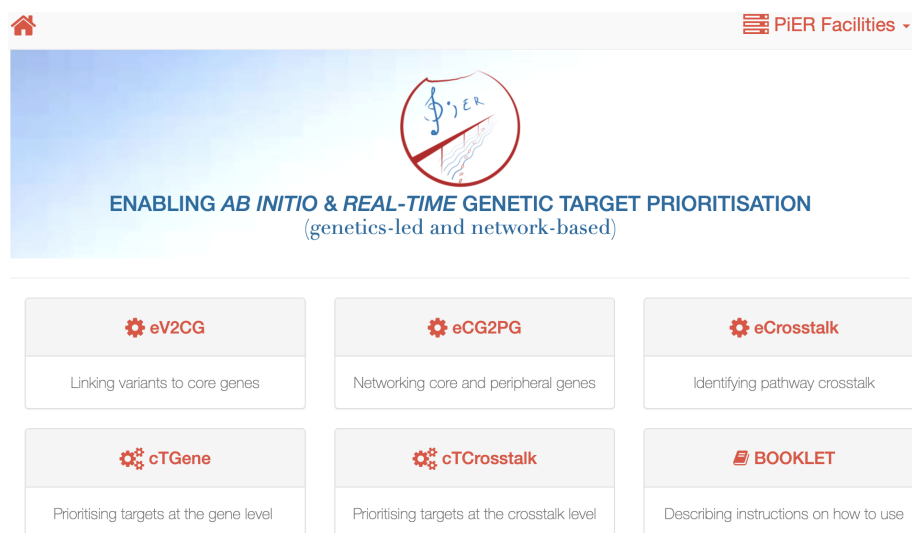 PiER Facilities
PiER
ENABLING AB INITIO & REAL-TIME GENETIC TARGET PRIORITISATION
(genetics-led and network-based)
eV2CG
eCG2PG
eCrosstalk
Linking variants to core genes
Networking core and peripheral genes
Identifying pathway crosstalk
cTGene
cTCrosstalk
BOOKLET
Prioritising targets at the gene level
Prioritising targets at the crosstalk level
Describing instructions on how to use